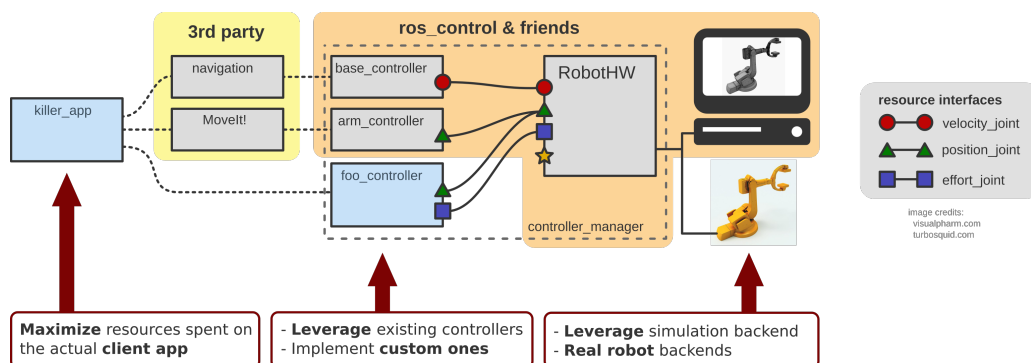 3rd party
ros_control & friends
navigation
base_controller
RobotHW
killer_app
MoveIt!
arm_controller
foo_controller
controller_manager
resource interfaces
velocity_joint
position_joint
effort_joint
image credits:
visualpharm.com
turbosquid.com
Maximize resources spent on
the actual client app
- Leverage existing controllers
- Implement custom ones
- Leverage simulation backend
- Real robot backends